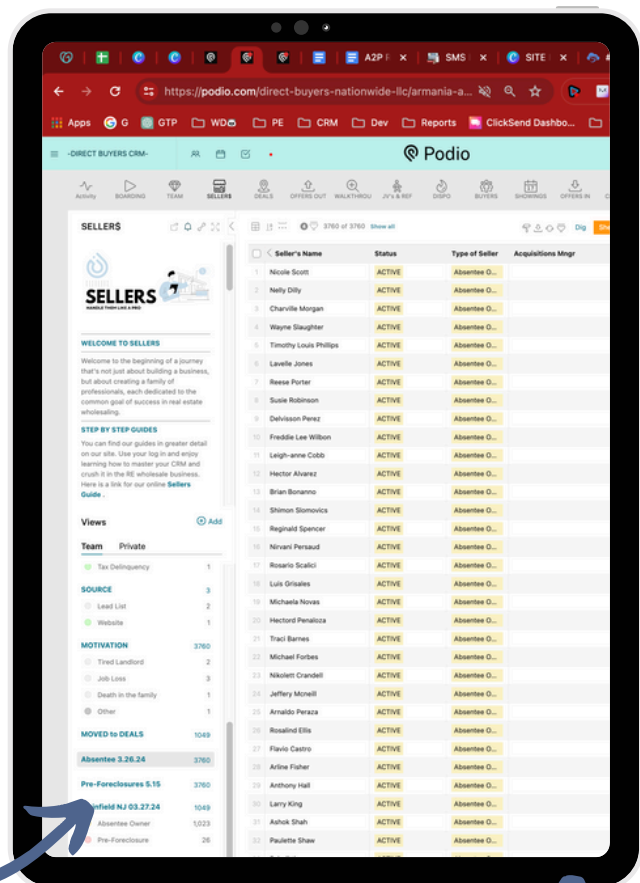 A2P F
SMS
SITE
https://podio.com/direct-buyers-nationwide-llc/armania-a...
Apps
G
GTP
WD
PE
CRM
Dev
Reports
ClickSend Dashbo...
-DIRECT BUYERS CRM-
Podio
Activity
BOARDING
TEAM
SELLER$
DEALS
OFFERS OUT
WALKTHROU
JV's & REF
DISPO
BUYERS
SHOWINGS
OFFERS IN
SELLER$
3760 of 3760 Show all
Dig
SELLERS
HANDLE THEM LIKE A PRO
WELCOME TO SELLERS
Welcome to the beginning of a journey
that's not just about building a business,
but about creating a family of
professionals, each dedicated to the
common goal of success in real estate
wholesaling.
STEP BY STEP GUIDES
You can find our guides in greater detail
on our site. Use your log in and enjoy
learning how to master your CRM and
crush it in the RE wholesale business.
Here is a link for our online Sellers
Guide .
Views
Add
Team Private
Tax Delinquency 1
SOURCE 3
Lead List 2
Website 1
MOTIVATION 3760
Tired Landlord 2
Job Loss 3
Death in the family 1
Other 1
MOVED to DEALS 1049
Absentee 3.26.24 3760
Pre-Foreclosures 5.15 3760
nfield NJ 03.27.24 1049
Absentee Owner 1,023
Pre-Foreclosure 26
Seller's Name Status Type of Seller Acquisitions Mngr
1 Nicole Scott ACTIVE Absentee O...
2 Nelly Dilly ACTIVE Absentee O...
3 Charville Morgan ACTIVE Absentee O...
4 Wayne Slaughter ACTIVE Absentee O...
5 Timothy Louis Phillips ACTIVE Absentee O...
6 Lavelle Jones ACTIVE Absentee O...
7 Reese Porter ACTIVE Absentee O...
8 Susie Robinson ACTIVE Absentee O...
9 Delvisson Perez ACTIVE Absentee O...
10 Freddie Lee Wilbon ACTIVE Absentee O...
11 Leigh-anne Cobb ACTIVE Absentee O...
12 Hector Alvarez ACTIVE Absentee O...
13 Brian Bonanno ACTIVE Absentee O...
14 Shimon Slomovics ACTIVE Absentee O...
15 Reginald Spencer ACTIVE Absentee O...
16 Nirvani Persaud ACTIVE Absentee O...
17 Rosario Scalici ACTIVE Absentee O...
18 Luis Grisales ACTIVE Absentee O...
19 Michaela Novas ACTIVE Absentee O...
20 Hectord Penaloza ACTIVE Absentee O...
21 Traci Barnes ACTIVE Absentee O...
22 Michael Forbes ACTIVE Absentee O...
23 Nikolett Crandell ACTIVE Absentee O...
24 Jeffery Mcneill ACTIVE Absentee O...
25 Arnaldo Peraza ACTIVE Absentee O...
26 Rosalind Ellis ACTIVE Absentee O...
27 Flavio Castro ACTIVE Absentee O...
28 Arline Fisher ACTIVE Absentee O...
29 Anthony Hall ACTIVE Absentee O...
30 Larry King ACTIVE Absentee O...
31 Ashok Shah ACTIVE Absentee O...
32 Paulette Shaw ACTIVE Absentee O...